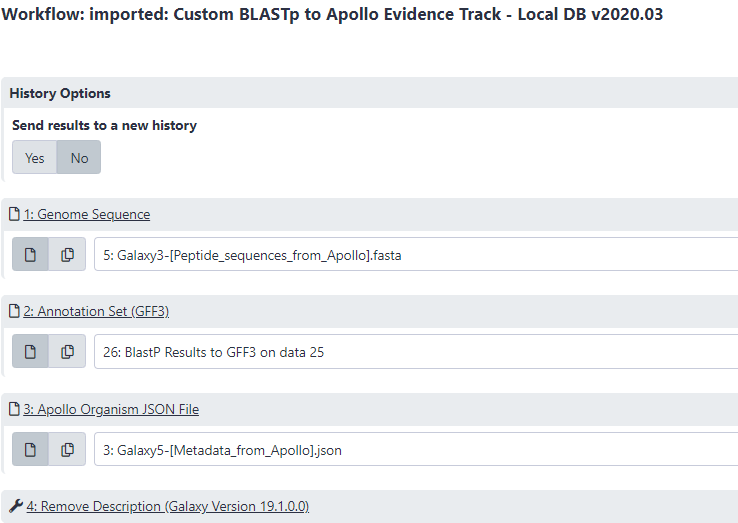 Workflow: imported: Custom BLASTp to Apollo Evidence Track - Local DB v2020.03
History Options
Send results to a new history
Yes No
1: Genome Sequence
5: Galaxy3-[Peptide_sequences_from_Apollo].fasta
2: Annotation Set (GFF3)
26: BlastP Results to GFF3 on data 25
3: Apollo Organism JSON File
3: Galaxy5-[Metadata_from_Apollo].json
4: Remove Description (Galaxy Version 19.1.0.0)